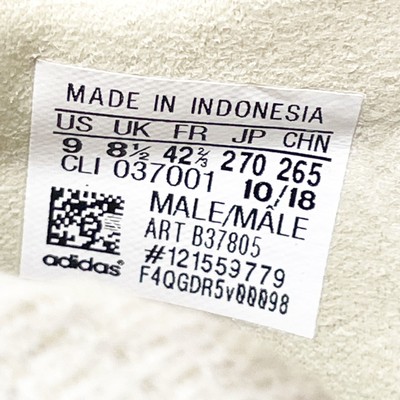 MADE IN INDONESIA
US UK FR JP CHN
9 8½ 42⅔ 270 265
CLI 037001 10/18
MALE/MÂLE
ART B37805
#121559779
F4QGDR5v00098
adidas